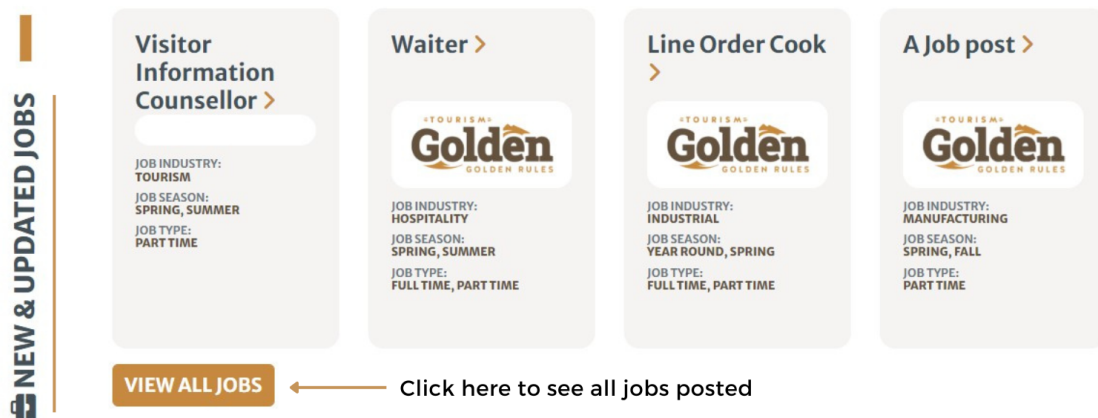 NEW & UPDATED JOBS
Visitor
Information
Counsellor >
JOB INDUSTRY:
TOURISM
JOB SEASON:
SPRING, SUMMER
JOB TYPE:
PART TIME
Waiter >
TOURISM
Golden
GOLDEN RULES
JOB INDUSTRY:
HOSPITALITY
JOB SEASON:
SPRING, SUMMER
JOB TYPE:
FULL TIME, PART TIME
Line Order Cook
>
TOURISM
Golden
GOLDEN RULES
JOB INDUSTRY:
INDUSTRIAL
JOB SEASON:
YEAR ROUND, SPRING
JOB TYPE:
FULL TIME, PART TIME
A Job post >
TOURISM
Golden
GOLDEN RULES
JOB INDUSTRY:
MANUFACTURING
JOB SEASON:
SPRING, FALL
JOB TYPE:
PART TIME
VIEW ALL JOBS
Click here to see all jobs posted